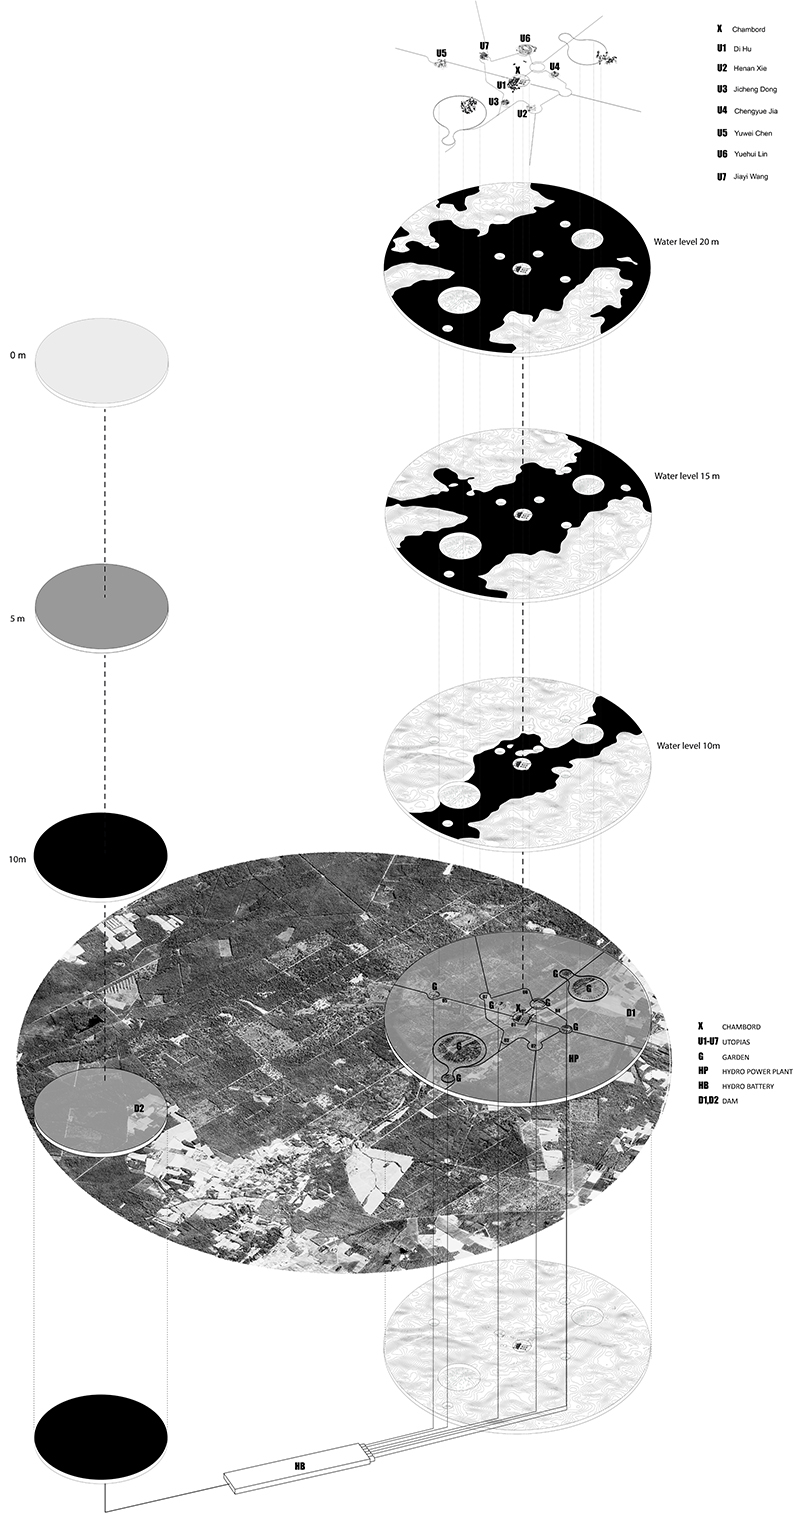 U6
U7
U5
X
U4
U1
U3
U2
X Chambord
U1 Di Hu
U2 Henan Xie
U3 Jicheng Dong
U4 Chengyue Jia
U5 Yuwei Chen
U6 Yuehui Lin
U7 Jiayi Wang
Water level 20 m
0 m
Water level 15 m
5 m
Water level 10m
10m
G
G
G
G
G
X
D1
G
G
HP
G
D2
X CHAMBORD
U1-U7 UTOPIAS
G GARDEN
HP HYDRO POWER PLANT
HB HYDRO BATTERY
D1,D2 DAM
HB